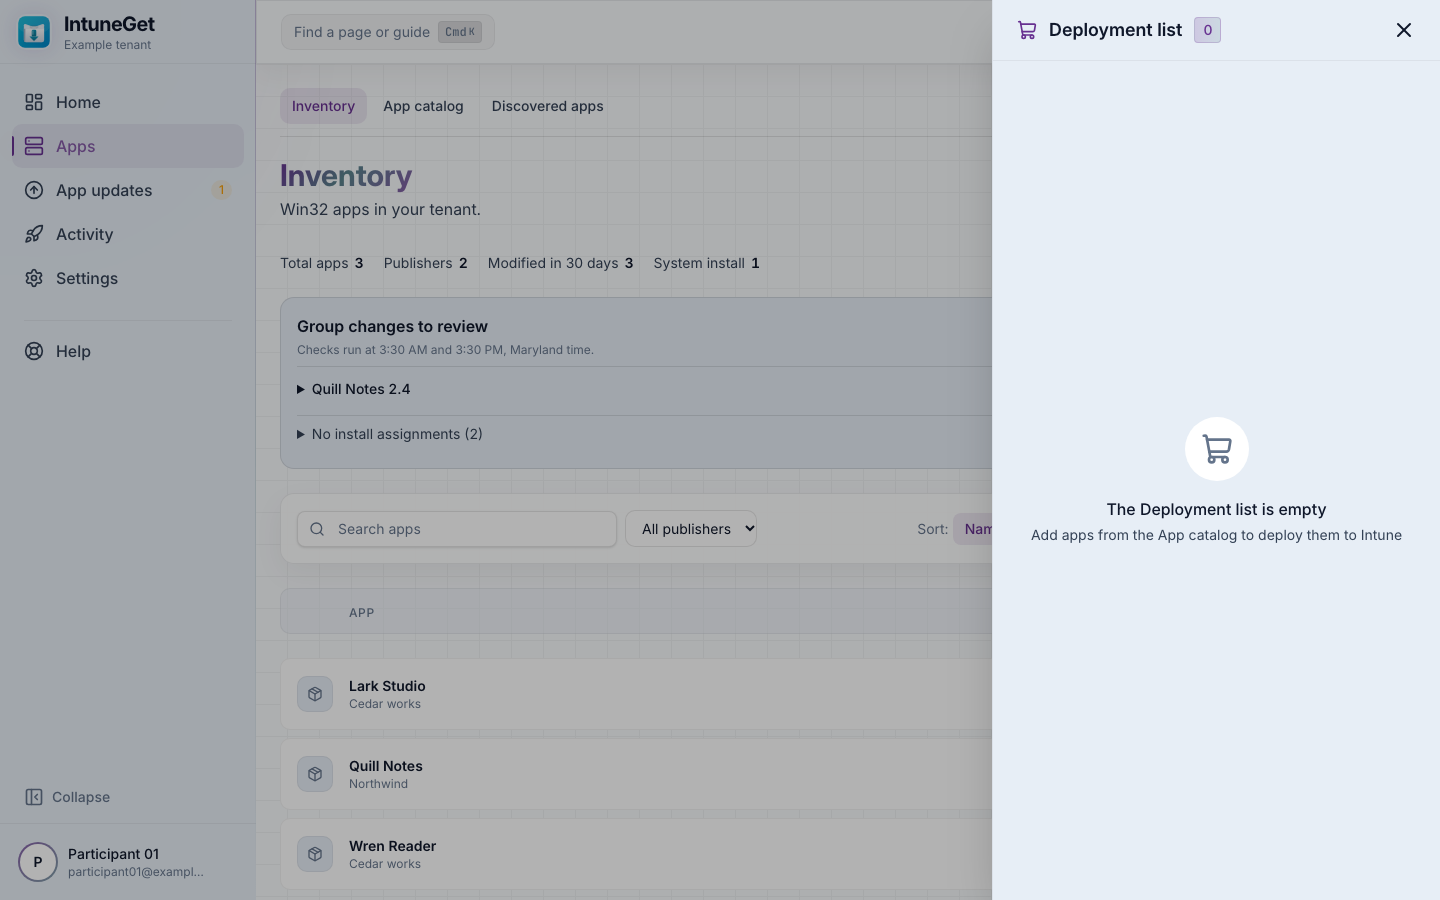 IntuneGet
Example tenant
Home
Apps
App updates 1
Activity
Settings
Help
Collapse
P
Participant 01
participant01@exampl...
Find a page or guide Cmd K
Inventory App catalog Discovered apps
Inventory
Win32 apps in your tenant.
Total apps 3 Publishers 2 Modified in 30 days 3 System install 1
Group changes to review
Checks run at 3:30 AM and 3:30 PM, Maryland time.
Quill Notes 2.4
No install assignments (2)
Search apps All publishers Sort: Nam
APP
Lark Studio
Cedar works
Quill Notes
Northwind
Wren Reader
Cedar works
Deployment list 0
The Deployment list is empty
Add apps from the App catalog to deploy them to Intune